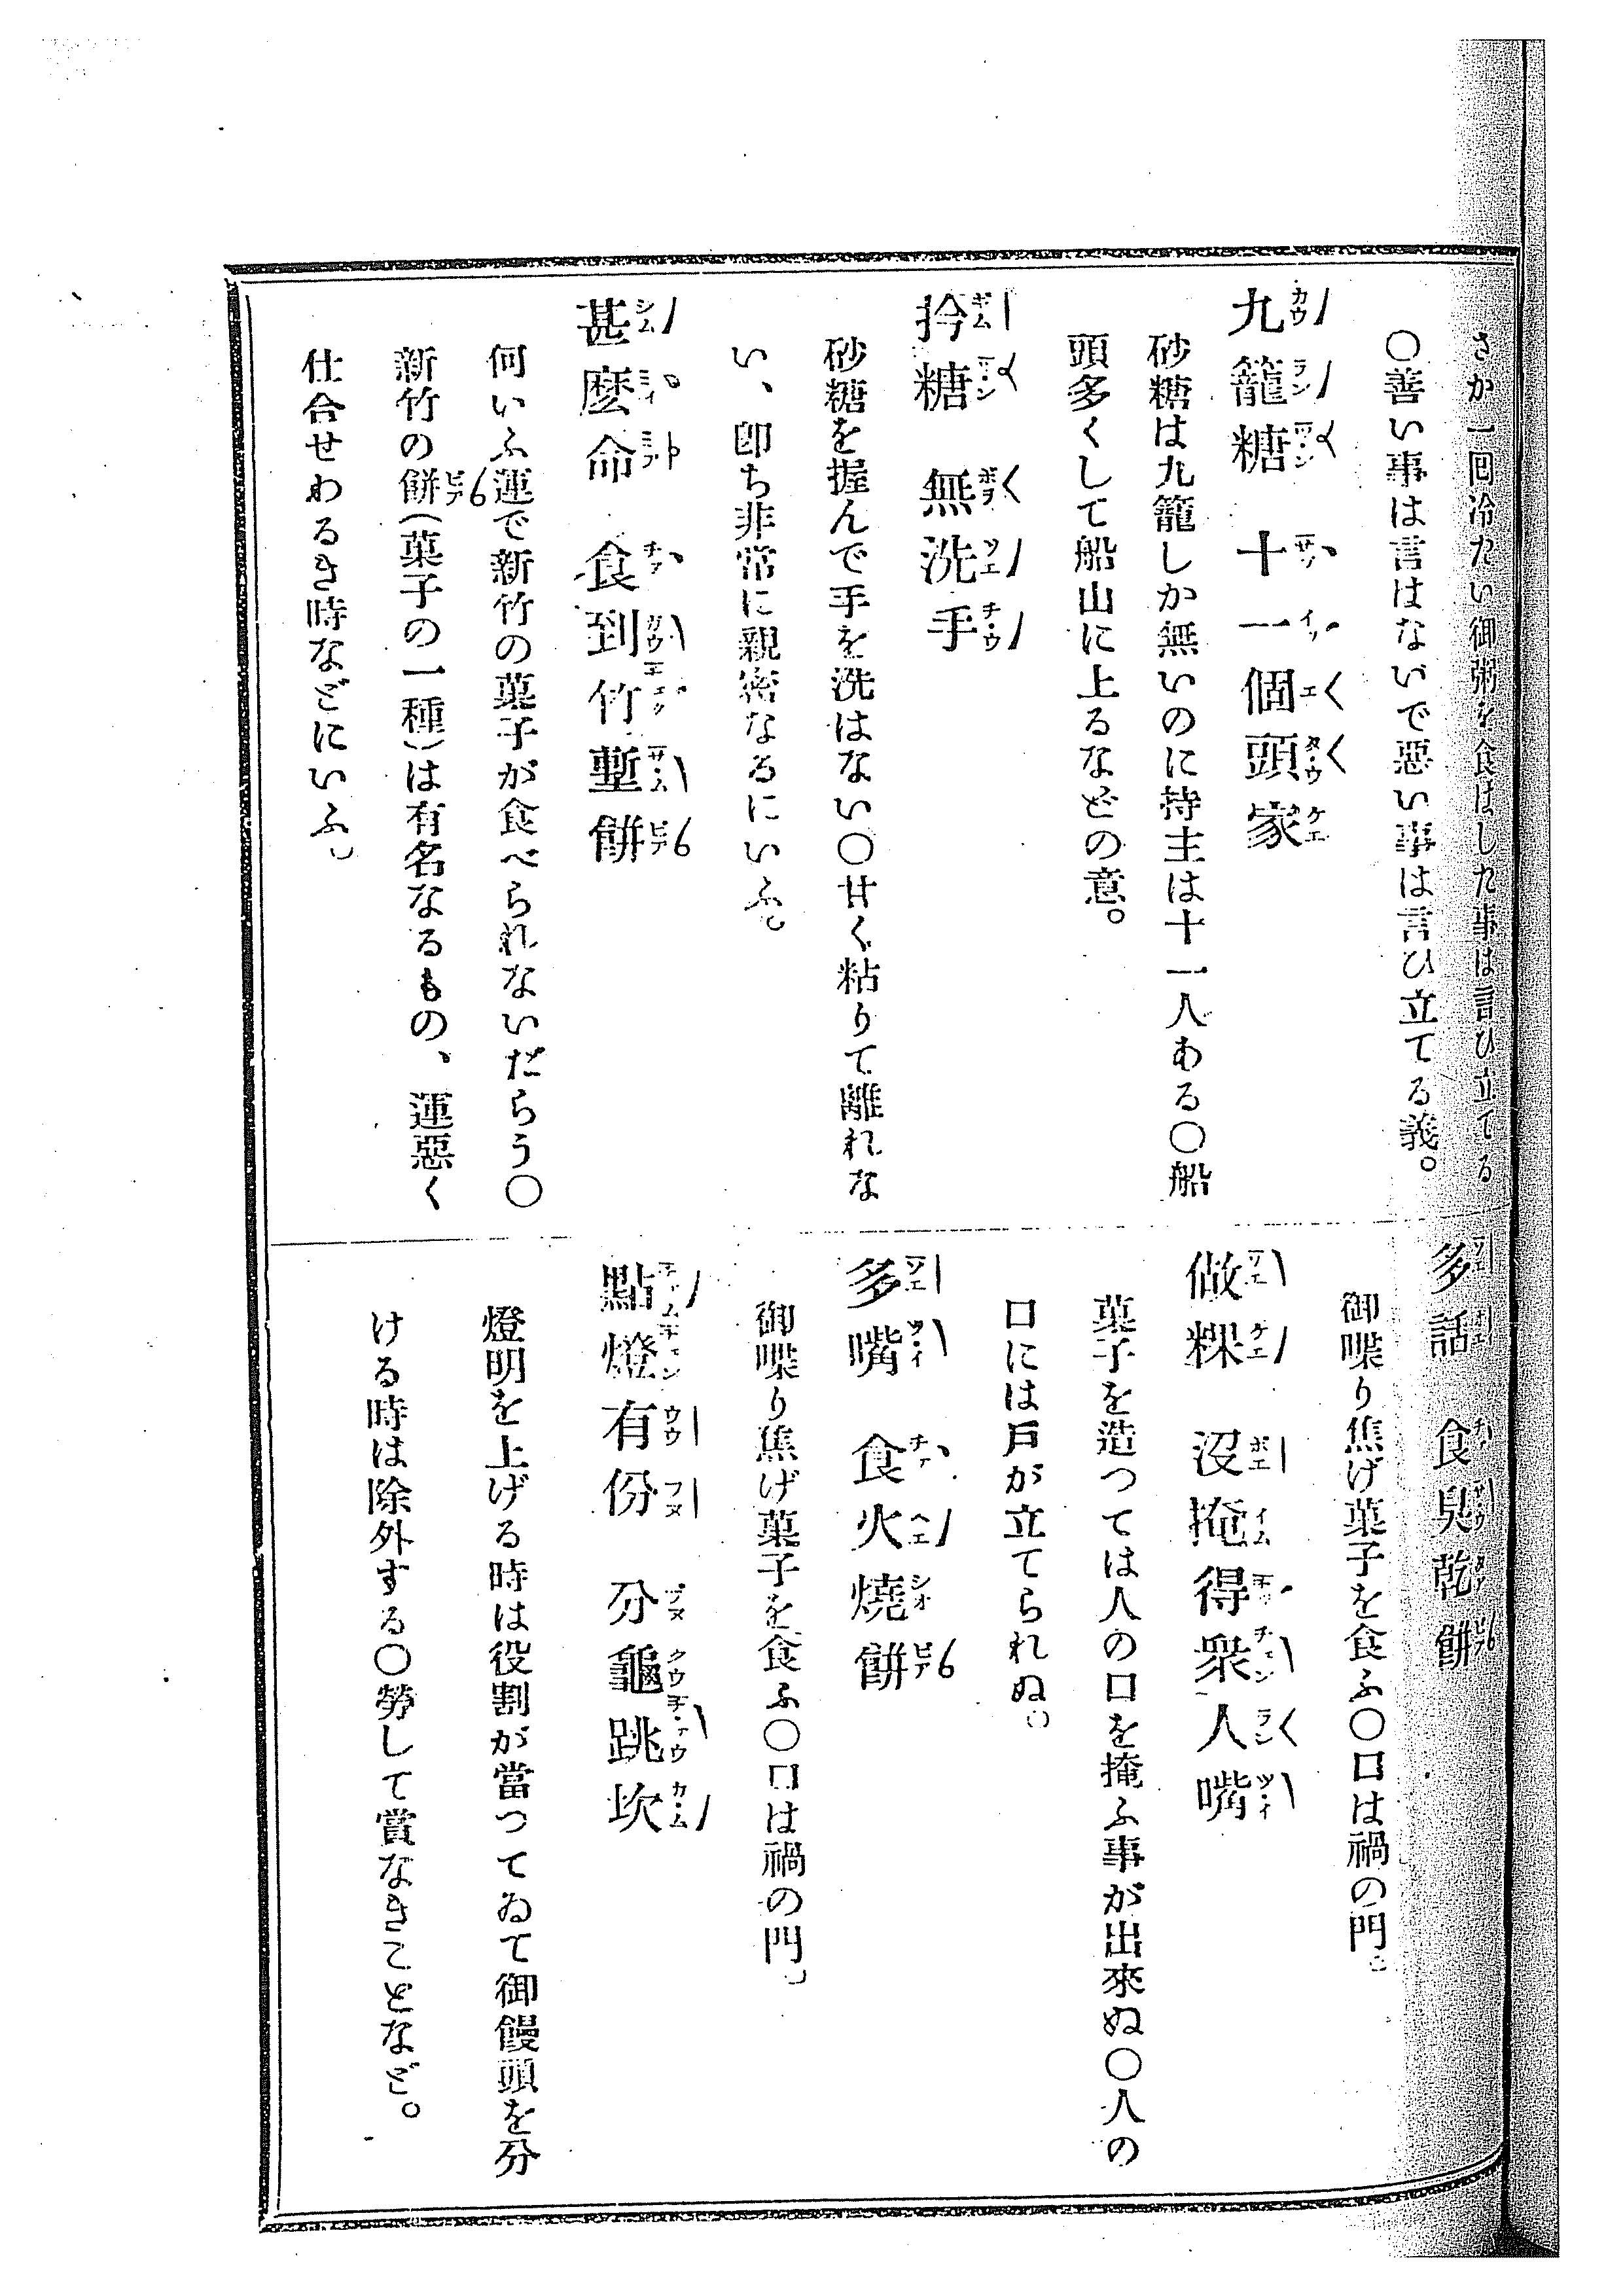 さか一囘冷たい御粥を食はした事は言ひ立てる
〇善い事は言はないで惡い事は言ひ立てる義。
九籠糖 十一個頭家
砂糖は九籠しか無いのに持主は十一人ある〇船
頭多くして船山に上るなどの意。
扲糖 無洗手
砂糖を握んで手を洗はない〇甘く粘りて離れな
い、卽ち非常に親密なるにいふ。
甚麽命 食到竹塹餅
何いふ運で新竹の菓子が食べられないだらう〇
新竹の餅(菓子の一種)は有名なるもの、運惡く
仕合せわるき時などにいふ。
多話 食臭乾餅
御喋り焦げ菓子を食ふ〇口は禍の門。
做粿 沒掩得衆人嘴
菓子を造つては人の口を掩ふ事が出來ぬ〇人の
口には戸が立てられぬ。
多嘴 食火燒餅
御喋り焦げ菓子を食ふ〇口は禍の門。
點燈有份 分龜跳坎
燈明を上げる時は役割が當つてゐて御饅頭を分
ける時は除外する〇勞して賞なきことなど。